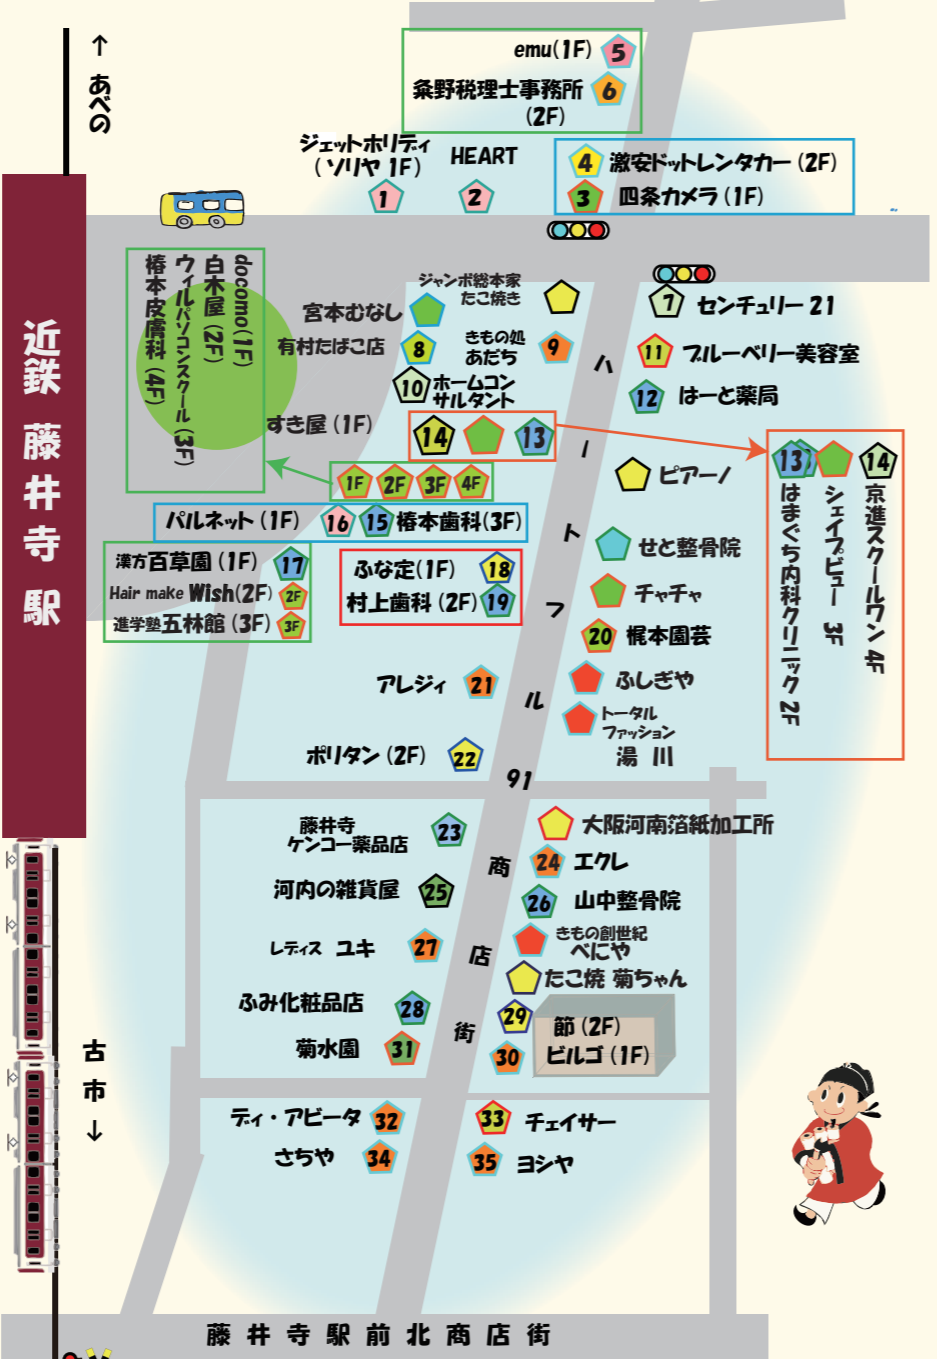 ↑ あべの
emu(1F) 5
粂野税理士事務所 6
(2F)
ジェットホリディ
(ソリヤ 1F)
1
HEART
2
4 激安ドットレンタカー (2F)
3 四条カメラ (1F)
近鉄 藤井寺駅
docomo(1F)
白木屋 (2F)
ウィルパソコンスクール (3F)
椿本皮膚科 (4F)
ジャンボ総本家
たこ焼き
宮本むなし
有村たばこ店 8
きもの処
あだち 9
10 ホームコン
サルタント
すき屋 (1F)
14 13
1F 2F 3F 4F
7 センチュリー 21
11 ブルーベリー美容室
12 はーと薬局
ピアーノ
13 はまぐち内科クリニック 2F
シェイプビュー 3F
14 京進スクールワン 4F
パルネット (1F) 16 15 椿本歯科(3F)
漢方百草園 (1F) 17
Hair make Wish(2F) 2F
進学塾五林館 (3F) 3F
ふな定(1F) 18
村上歯科 (2F) 19
せと整骨院
チャチャ
20 梶本園芸
ふしぎや
トータル
ファッション
湯 川
アレジィ 21
ポリタン (2F) 22
ハートフル91商店街
藤井寺
ケンコー薬品店 23
河内の雑貨屋 25
レディス ユキ 27
ふみ化粧品店 28
菊水園 31
大阪河南箔紙加工所
24 エクレ
26 山中整骨院
きもの創世紀
べにや
たこ焼 菊ちゃん
29 節 (2F)
30 ビルゴ (1F)
ディ・アビータ 32
さちや 34
33 チェイサー
35 ヨシヤ
古市 ↓
藤井寺駅前北商店街